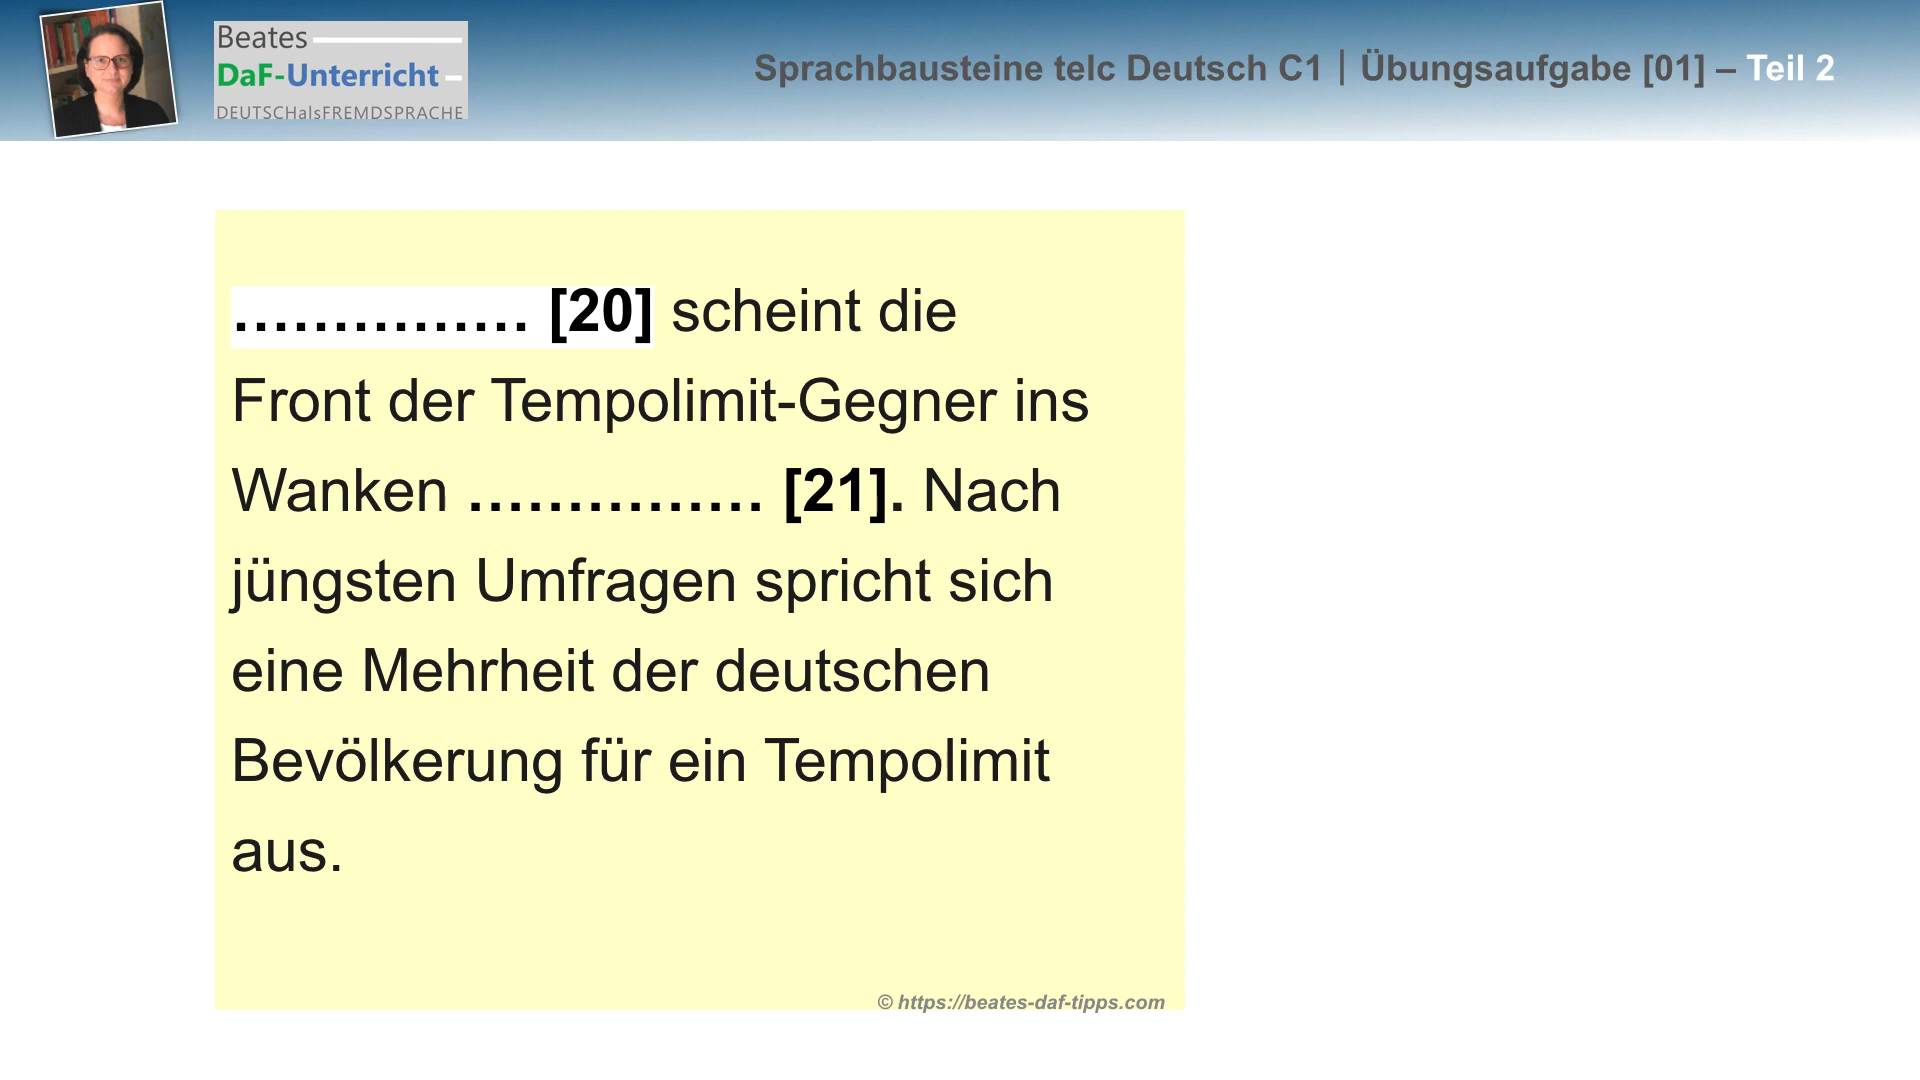 Beates
DaF-Unterricht
DEUTSCHalsFREMDSPRACHE
Sprachbausteine telc Deutsch C1 | Übungsaufgabe [01] – Teil 2
…………… [20] scheint die
Front der Tempolimit-Gegner ins
Wanken …………… [21]. Nach
jüngsten Umfragen spricht sich
eine Mehrheit der deutschen
Bevölkerung für ein Tempolimit
aus.
© https://beates-daf-tipps.com